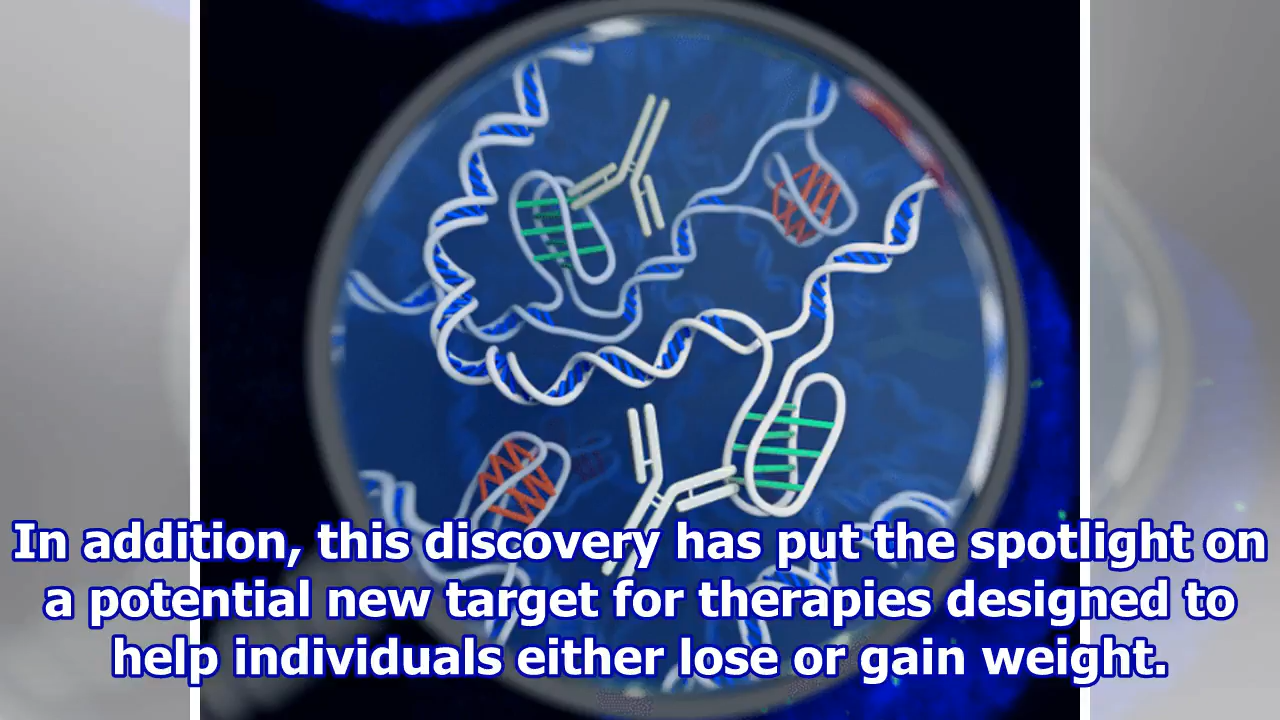 In addition, this discovery has put the spotlight on
a potential new target for therapies designed to
help individuals either lose or gain weight.